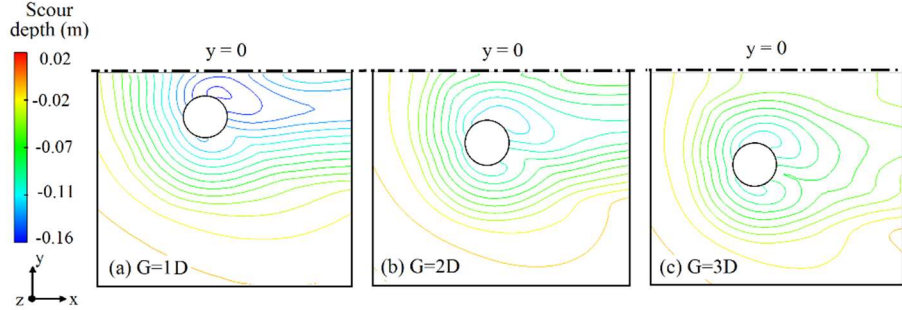 Scour
depth (m)
0.02
-0.02
-0.07
-0.11
-0.16
y
z
x
y = 0
(a) G=1D
y = 0
(b) G=2D
y = 0
(c) G=3D